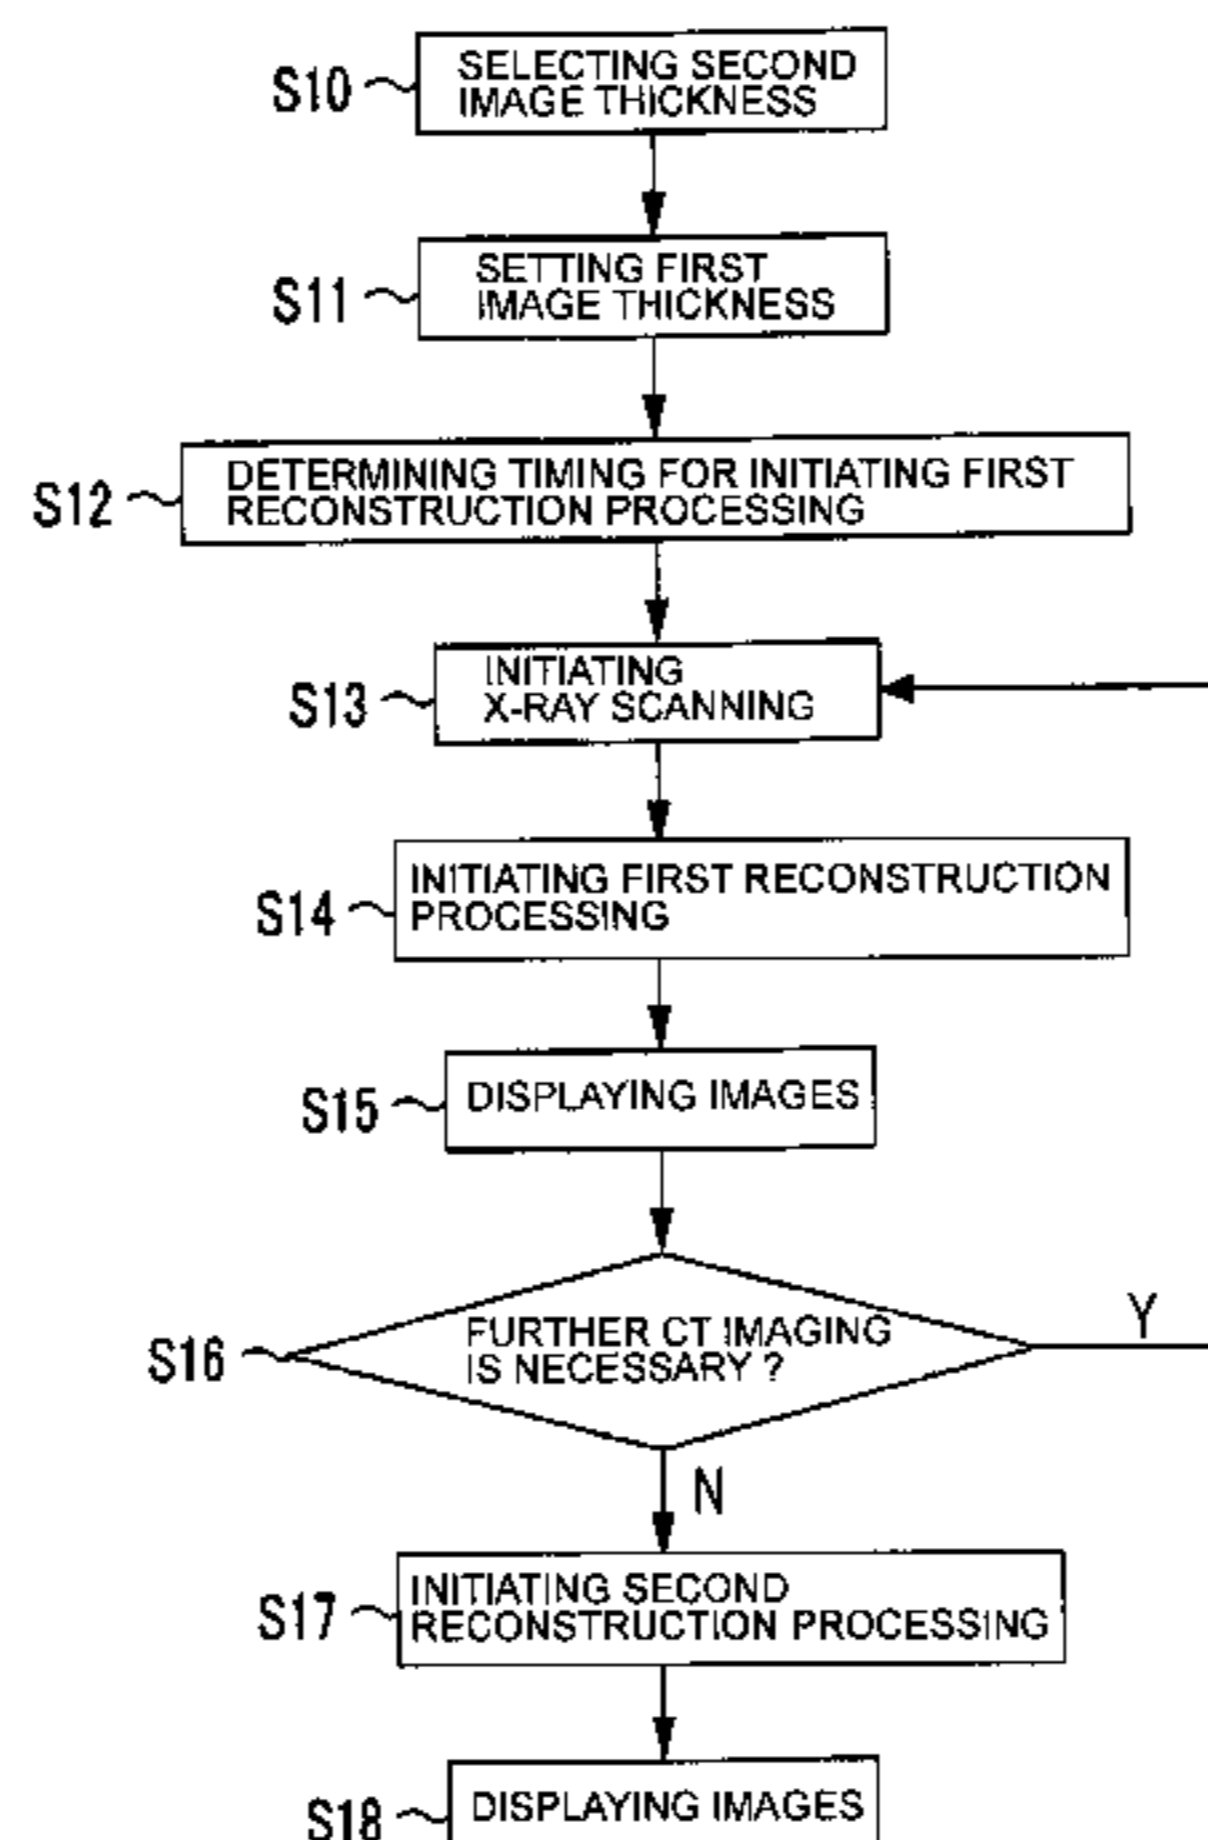 S10
SELECTING SECOND
IMAGE THICKNESS
S11
SETTING FIRST
IMAGE THICKNESS
S12
DETERMINING TIMING FOR INITIATING FIRST
RECONSTRUCTION PROCESSING
S13
INITIATING
X-RAY SCANNING
S14
INITIATING FIRST RECONSTRUCTION
PROCESSING
S15
DISPLAYING IMAGES
S16
FURTHER CT IMAGING
IS NECESSARY ?
Y
N
S17
INITIATING SECOND
RECONSTRUCTION PROCESSING
S18
DISPLAYING IMAGES